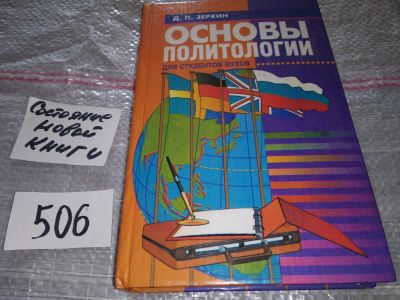 Д. П. ЗЕРКИН
ОСНОВЫ
ПОЛИТОЛОГИИ
ДЛЯ СТУДЕНТОВ ВУЗОВ
Состояние
новой
книги
506